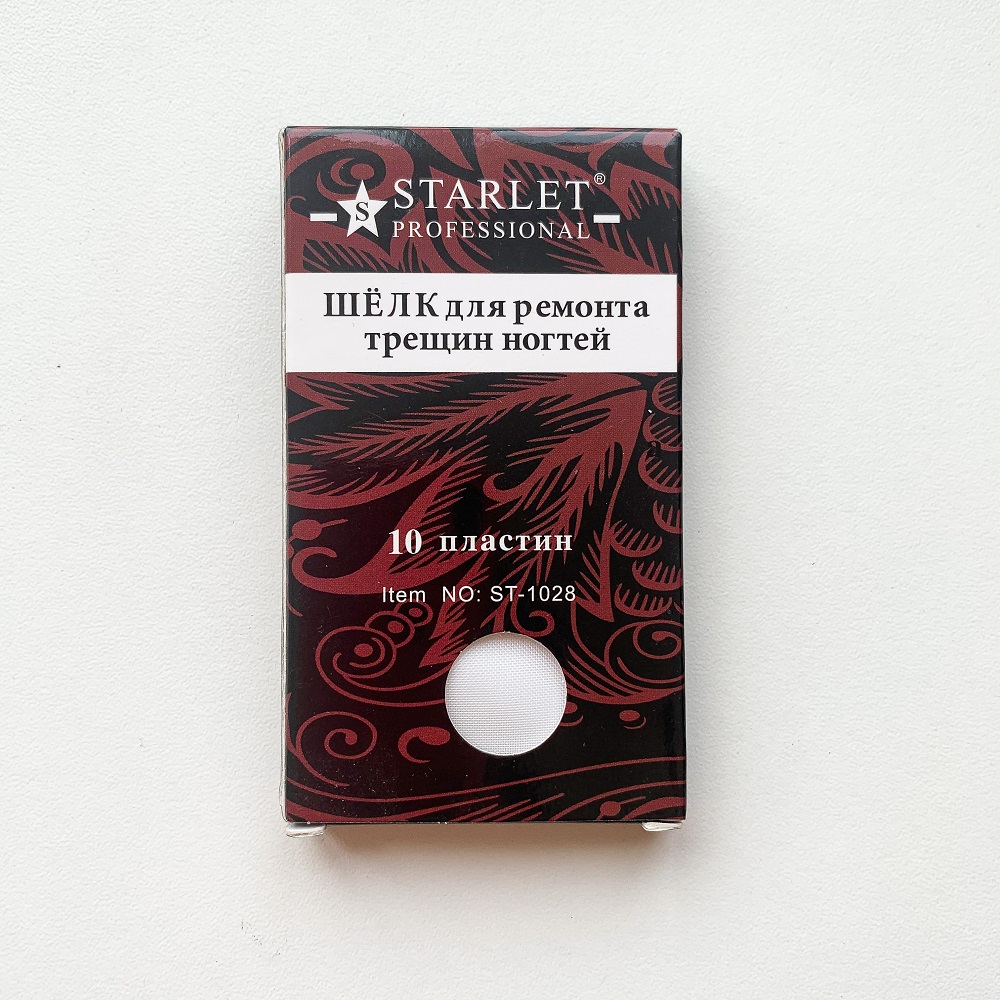 S STARLET®
PROFESSIONAL
ШЁЛК для ремонта
трещин ногтей
10 пластин
Item NO: ST-1028